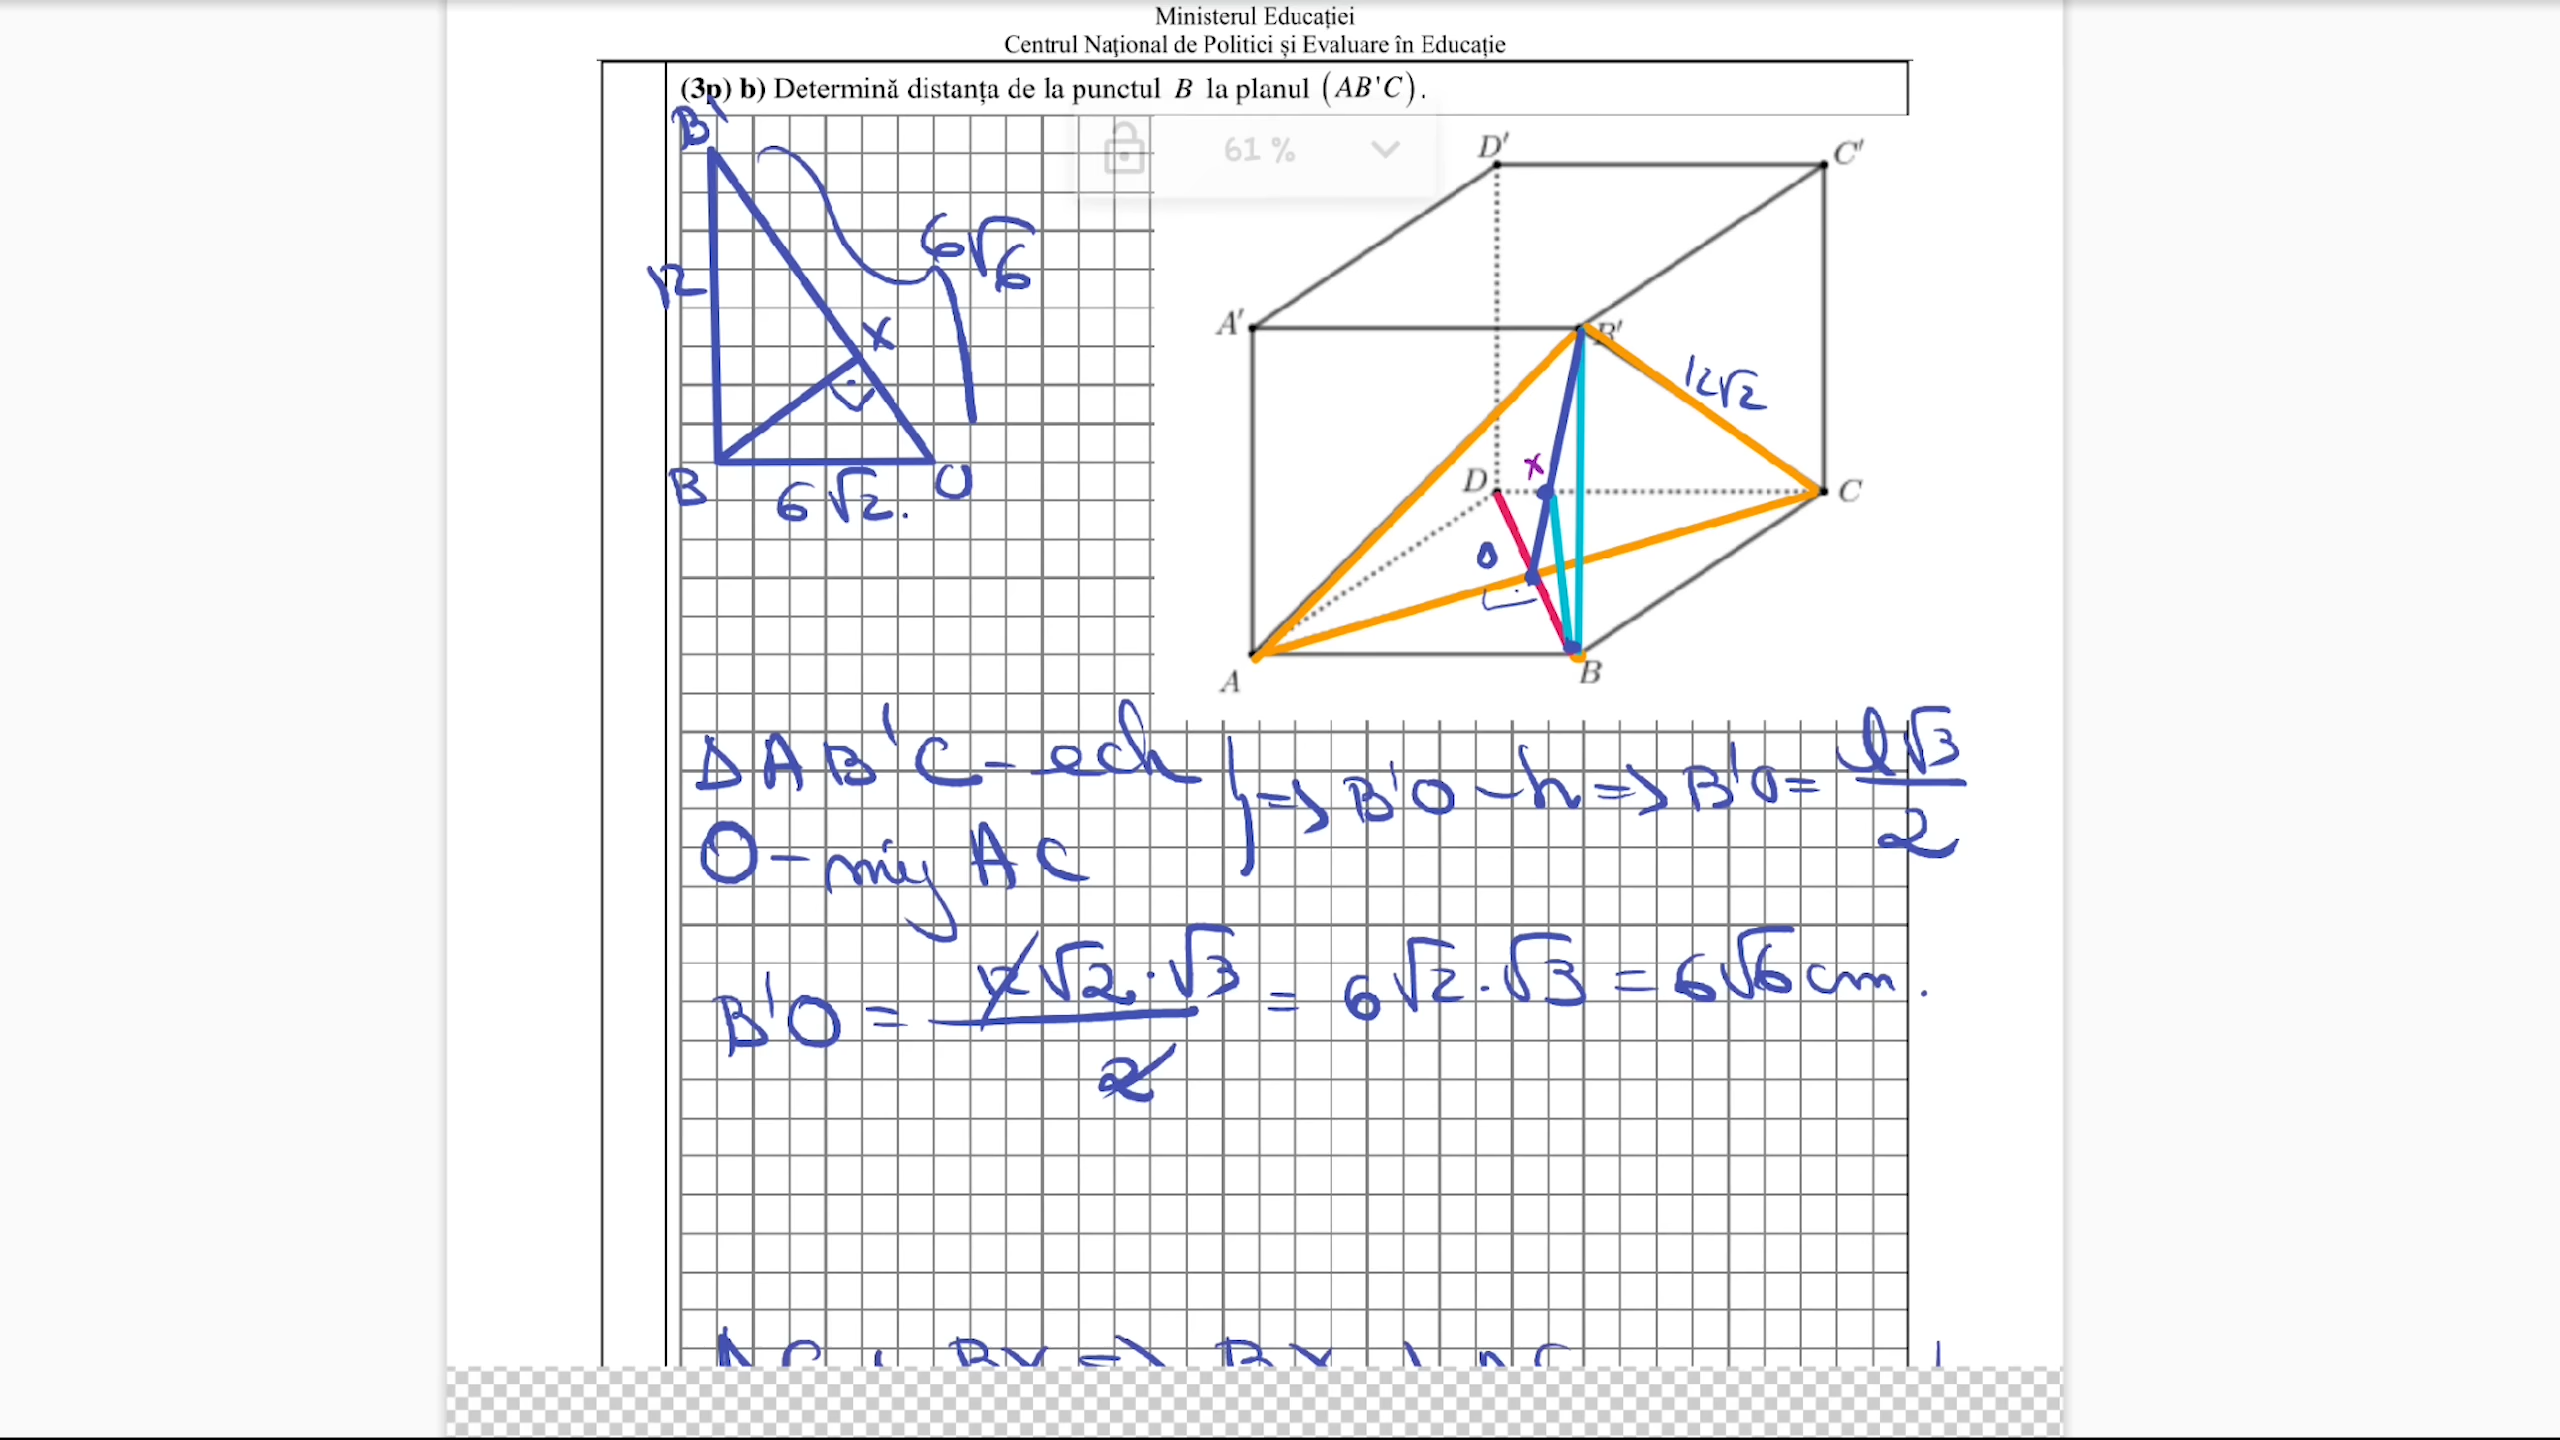 Ministerul Educației
Centrul Național de Politici și Evaluare în Educație
(3p) b) Determină distanța de la punctul B la planul (AB'C).
61 %
B'
12
6√6
X
B
6√2.
O
D'
C'
A'
B'
12√2
D
X
C
O
A
B
ΔAB'C - ech
O - mij AC
} => B'O - h => B'O = l√3 / 2
B'O = 12√2·√3 / 2 = 6√2·√3 = 6√6 cm.